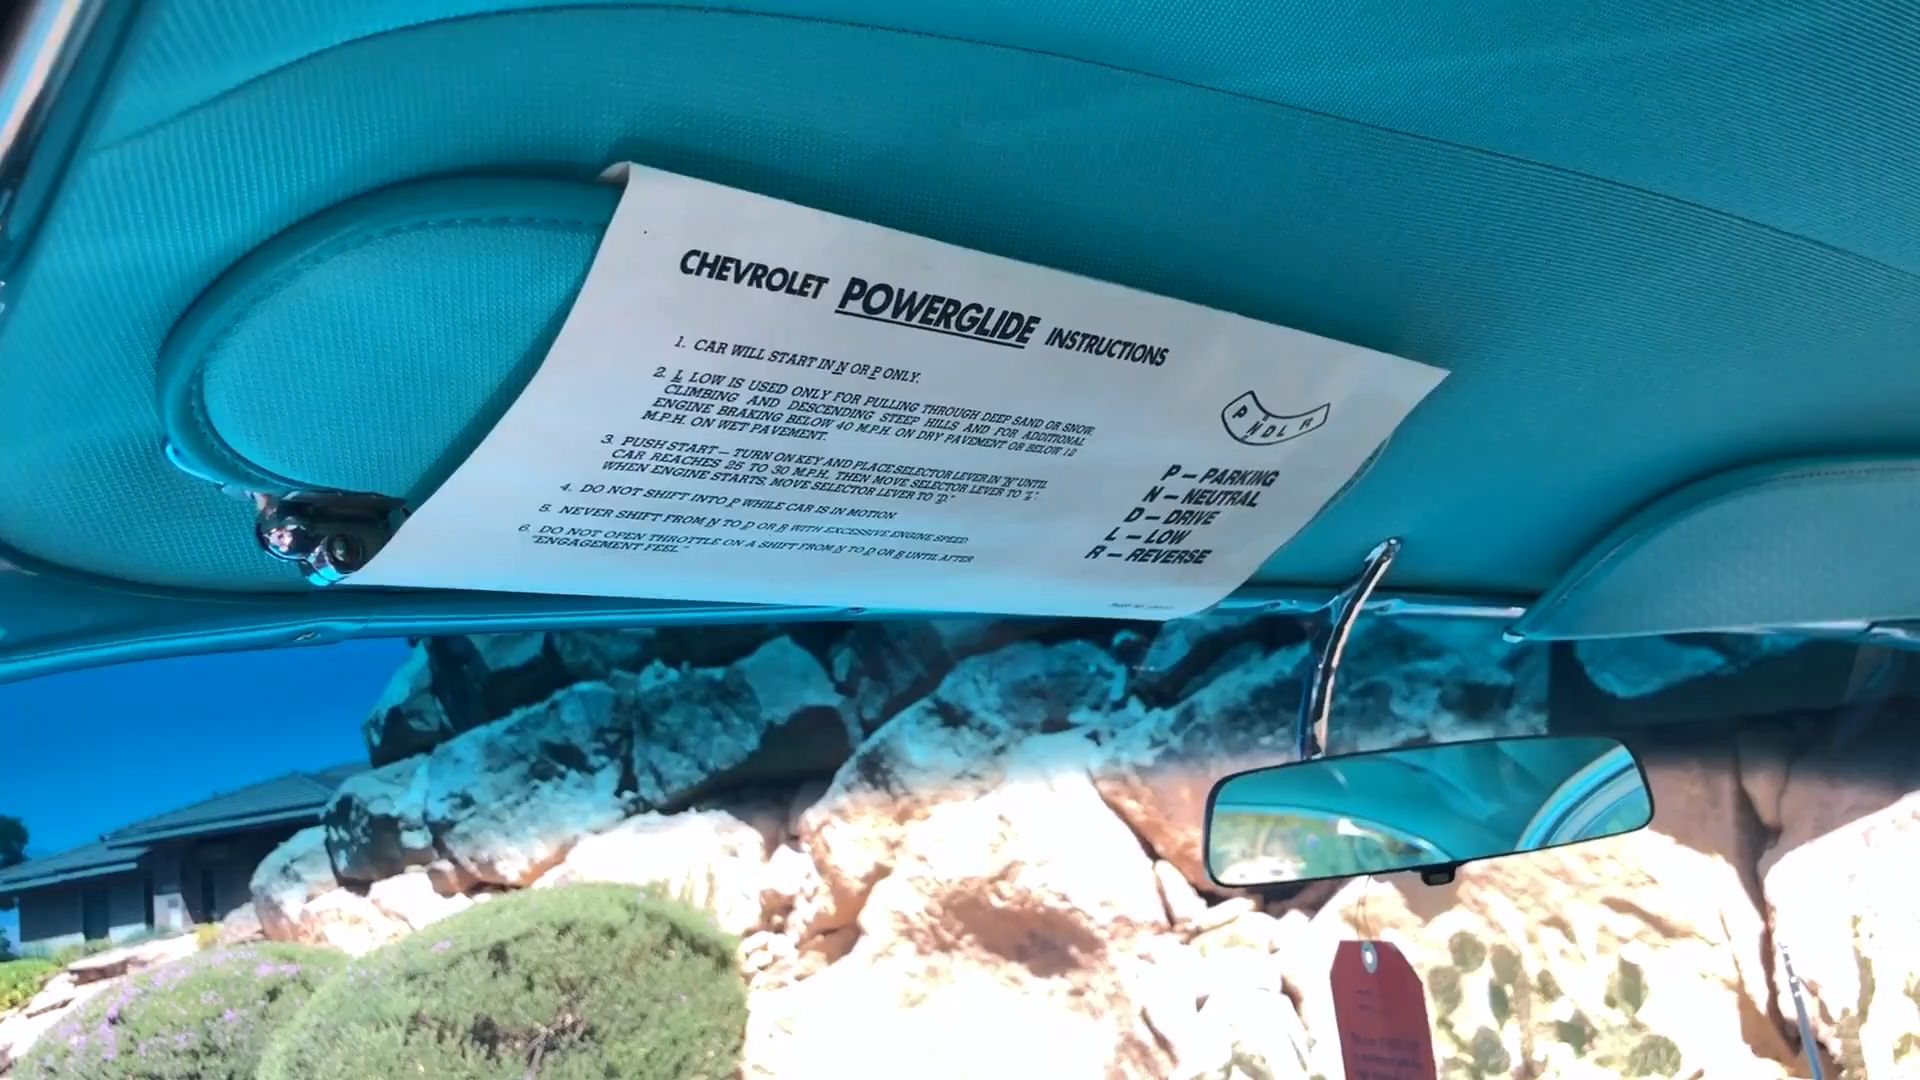 CHEVROLET POWERGLIDE INSTRUCTIONS
1. CAR WILL START IN N OR P ONLY.
2. L LOW IS USED ONLY FOR PULLING THROUGH DEEP SAND OR SNOW,
CLIMBING AND DESCENDING STEEP HILLS AND FOR ADDITIONAL
ENGINE BRAKING BELOW 40 M.P.H. ON DRY PAVEMENT OR BELOW 12
M.P.H. ON WET PAVEMENT.
3. PUSH START — TURN ON KEY AND PLACE SELECTOR LEVER IN "N" UNTIL
CAR REACHES 25 TO 30 M.P.H., THEN MOVE SELECTOR LEVER TO "L".
WHEN ENGINE STARTS, MOVE SELECTOR LEVER TO "D."
4. DO NOT SHIFT INTO P WHILE CAR IS IN MOTION.
5. NEVER SHIFT FROM N TO D OR R WITH EXCESSIVE ENGINE SPEED
6. DO NOT OPEN THROTTLE ON A SHIFT FROM N TO D OR R UNTIL AFTER
"ENGAGEMENT FEEL"
P N D L R
P — PARKING
N — NEUTRAL
D — DRIVE
L — LOW
R — REVERSE